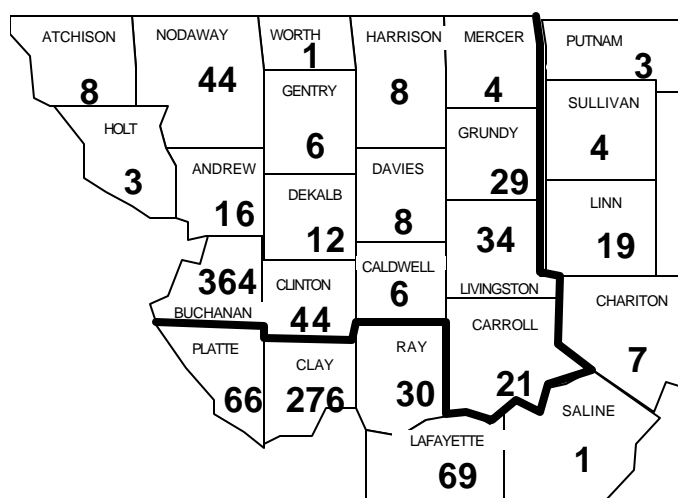 ATCHISON
8
NODAWAY
44
WORTH
1
HARRISON
8
MERCER
4
PUTNAM
3
HOLT
3
GENTRY
6
GRUNDY
29
SULLIVAN
4
ANDREW
16
DEKALB
12
DAVIES
8
34
LIVINGSTON
LINN
19
364
BUCHANAN
CLINTON
44
CALDWELL
6
CARROLL
21
CHARITON
7
PLATTE
66
CLAY
276
RAY
30
LAFAYETTE
69
SALINE
1